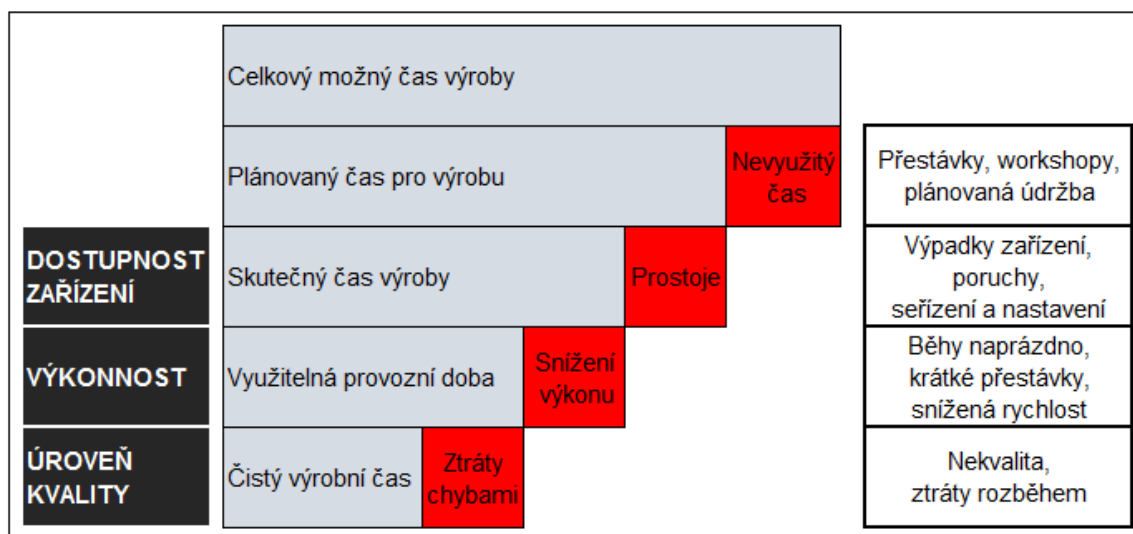 Celkový možný čas výroby
Plánovaný čas pro výrobu
Nevyužitý
čas
Přestávky, workshopy,
plánovaná údržba
DOSTUPNOST
ZAŘÍZENÍ
Skutečný čas výroby
Prostoje
Výpadky zařízení,
poruchy,
seřízení a nastavení
VÝKONNOST
Využitelná provozní doba
Snížení
výkonu
Běhy naprázdno,
krátké přestávky,
snížená rychlost
ÚROVEŇ
KVALITY
Čistý výrobní čas
Ztráty
chybami
Nekvalita,
ztráty rozběhem